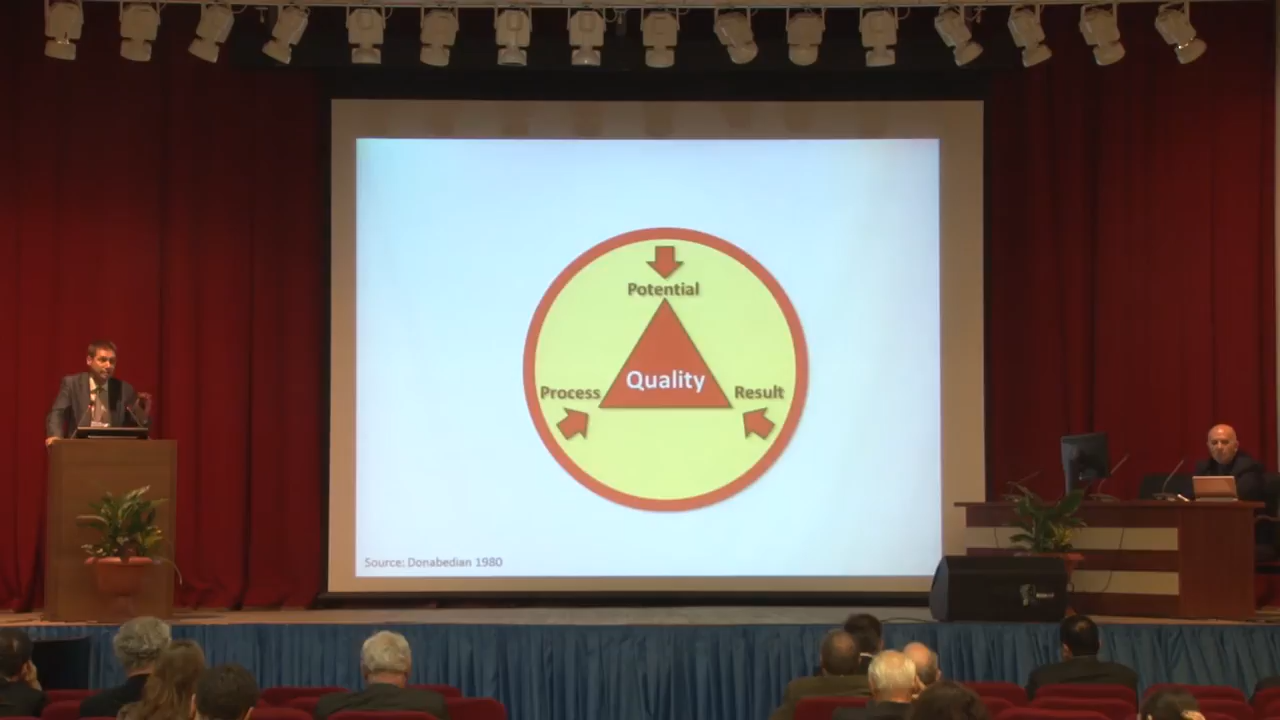 Potential
Quality
Process
Result
Source: Donabedian 1980